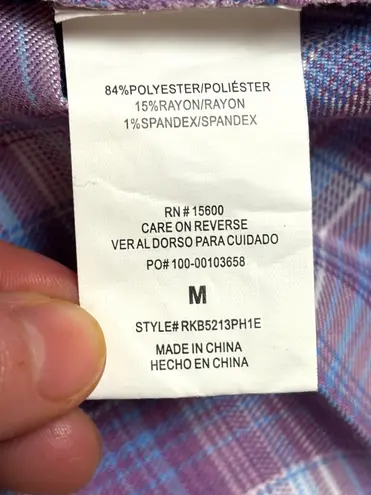 84%POLYESTER/POLIÉSTER
15%RAYON/RAYON
1%SPANDEX/SPANDEX
RN # 15600
CARE ON REVERSE
VER AL DORSO PARA CUIDADO
PO# 100-00103658
M
STYLE# RKB5213PH1E
MADE IN CHINA
HECHO EN CHINA